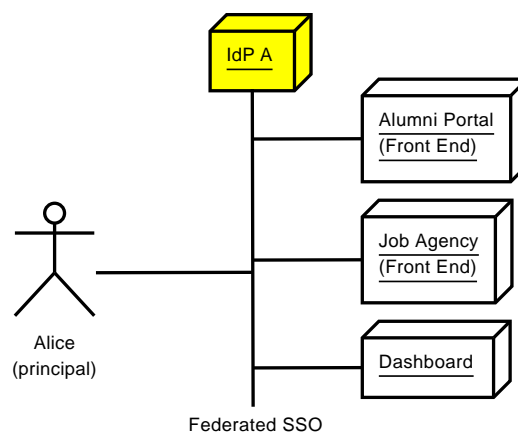 IdP A
Alumni Portal
(Front End)
Job Agency
(Front End)
Alice
(principal)
Dashboard
Federated SSO